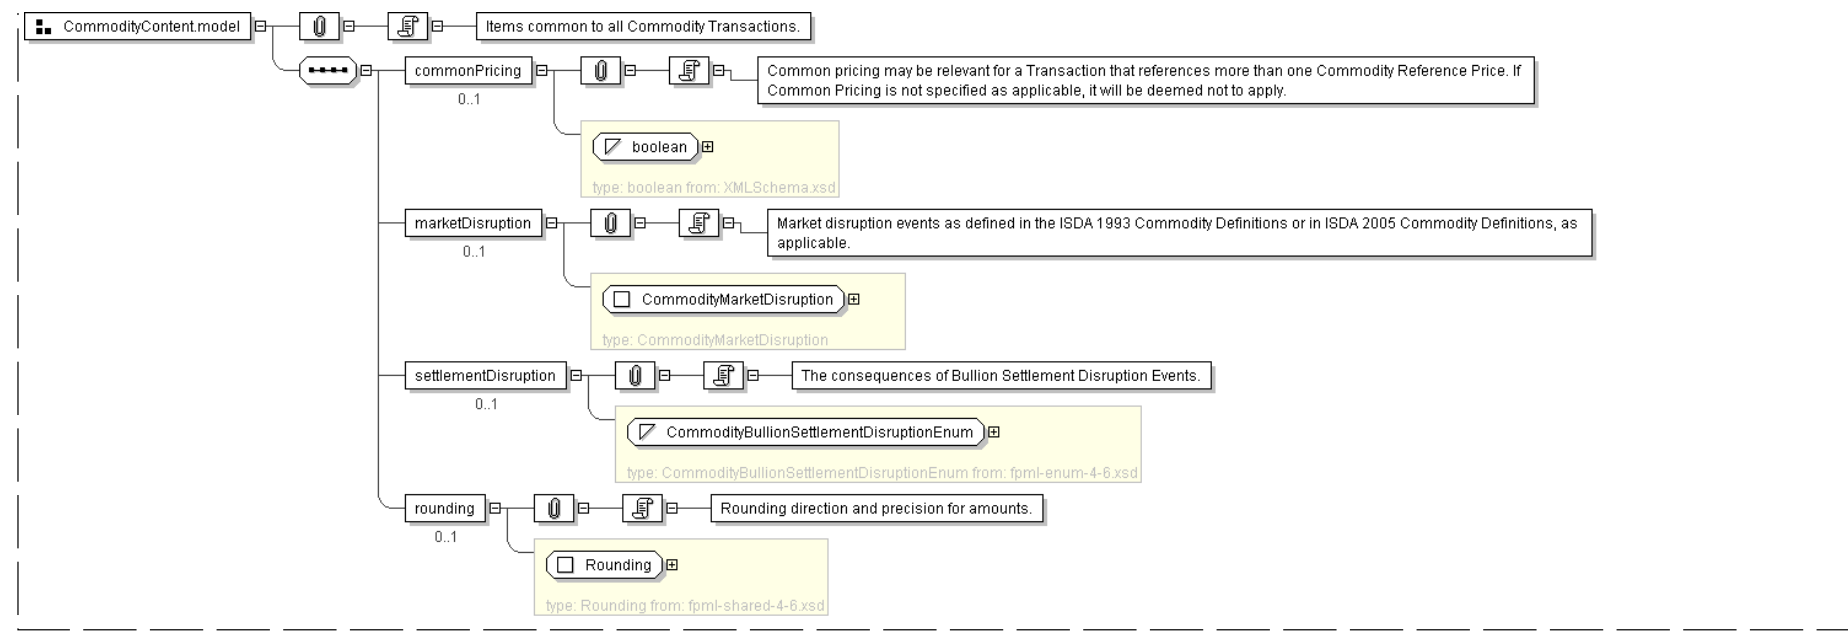 CommodityContent.model
Items common to all Commodity Transactions.
commonPricing
0..1
Common pricing may be relevant for a Transaction that references more than one Commodity Reference Price. If
Common Pricing is not specified as applicable, it will be deemed not to apply.
boolean
type: boolean from: XMLSchema.xsd
marketDisruption
0..1
Market disruption events as defined in the ISDA 1993 Commodity Definitions or in ISDA 2005 Commodity Definitions, as
applicable.
CommodityMarketDisruption
type: CommodityMarketDisruption
settlementDisruption
0..1
The consequences of Bullion Settlement Disruption Events.
CommodityBullionSettlementDisruptionEnum
type: CommodityBullionSettlementDisruptionEnum from: fpml-enum-4-6.xsd
rounding
0..1
Rounding direction and precision for amounts.
Rounding
type: Rounding from: fpml-shared-4-6.xsd